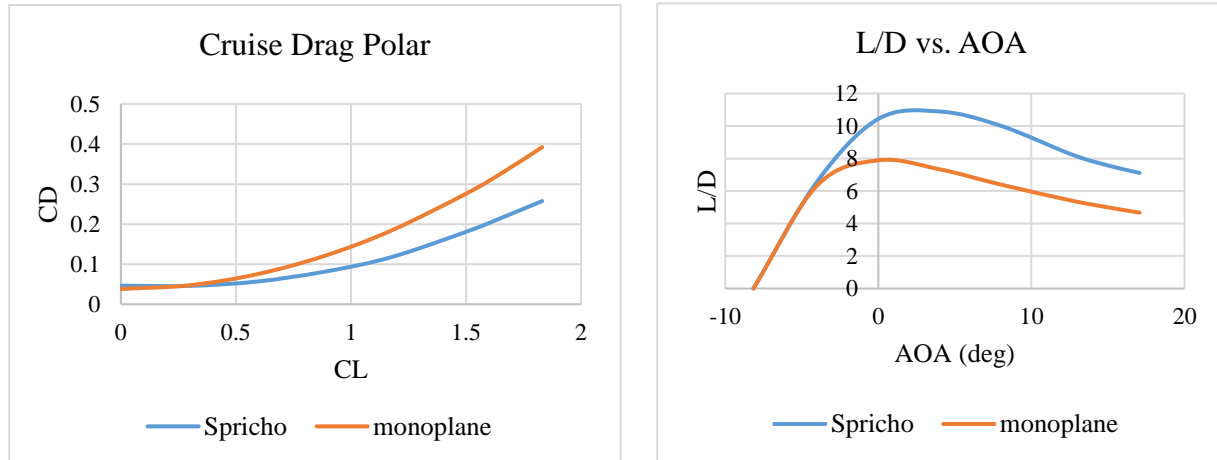 Cruise Drag Polar
0.5
0.4
0.3
0.2
0.1
0
CD
0
0.5
1
1.5
2
CL
Spricho
monoplane
L/D vs. AOA
12
10
8
6
4
2
0
L/D
-10
0
10
20
AOA (deg)
Spricho
monoplane